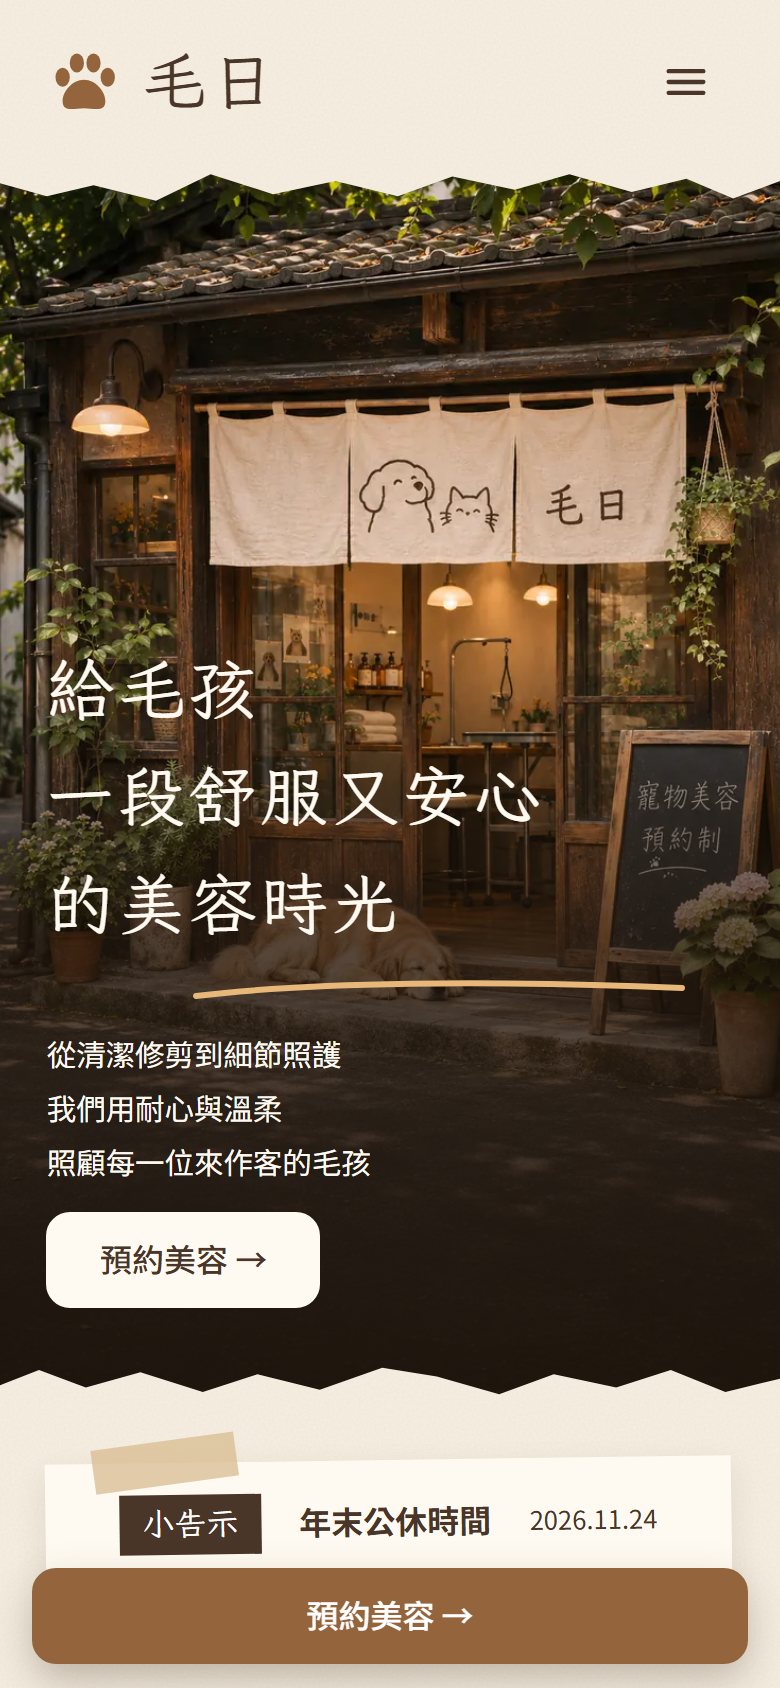 毛日
毛日
給毛孩
一段舒服又安心
的美容時光
寵物美容
預約制
從清潔修剪到細節照護
我們用耐心與溫柔
照顧每一位來作客的毛孩
預約美容 →
小告示 年末公休時間 2026.11.24
預約美容 →